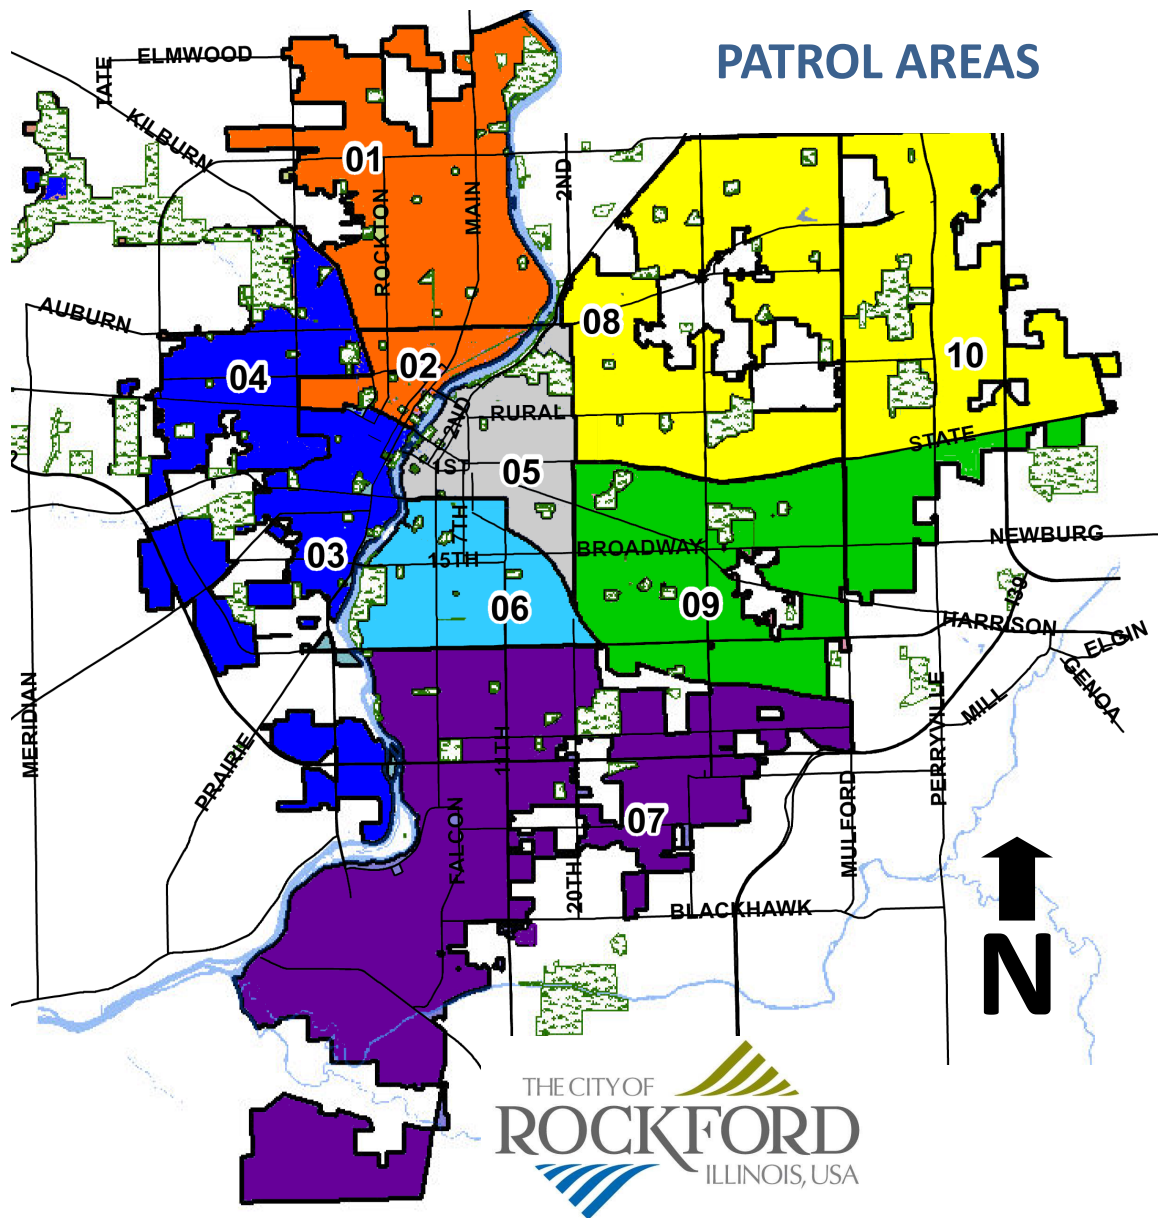 PATROL AREAS
ELMWOOD
TATE
KILBURN
01
ROCKTON
MAIN
2ND
AUBURN
04
02
08
10
RURAL
E 2ND
STATE
1ST
05
7TH
BROADWAY
NEWBURG
03
15TH
06
09
I39
HARRISON
ELGIN
GENOA
MERIDIAN
PRAIRIE
11TH
MILL
PERRYVILLE
07
FALCON
20TH
MULFORD
BLACKHAWK
N
THE CITY OF
ROCKFORD
ILLINOIS, USA